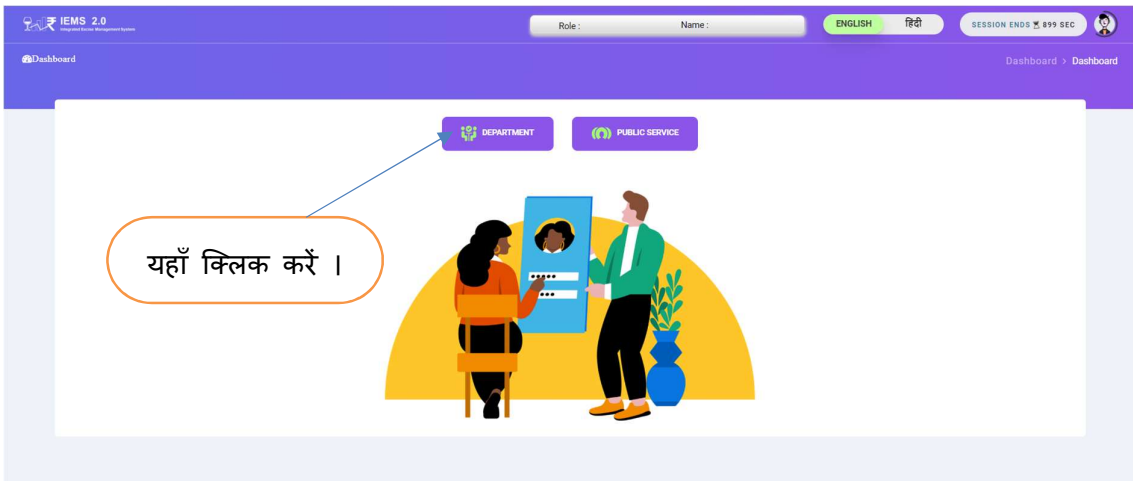 IEMS 2.0
Integrated Excise Management System
Role :
Name :
ENGLISH
हिंदी
SESSION ENDS 899 SEC
Dashboard
Dashboard > Dashboard
DEPARTMENT
PUBLIC SERVICE
यहाँ क्लिक करें ।